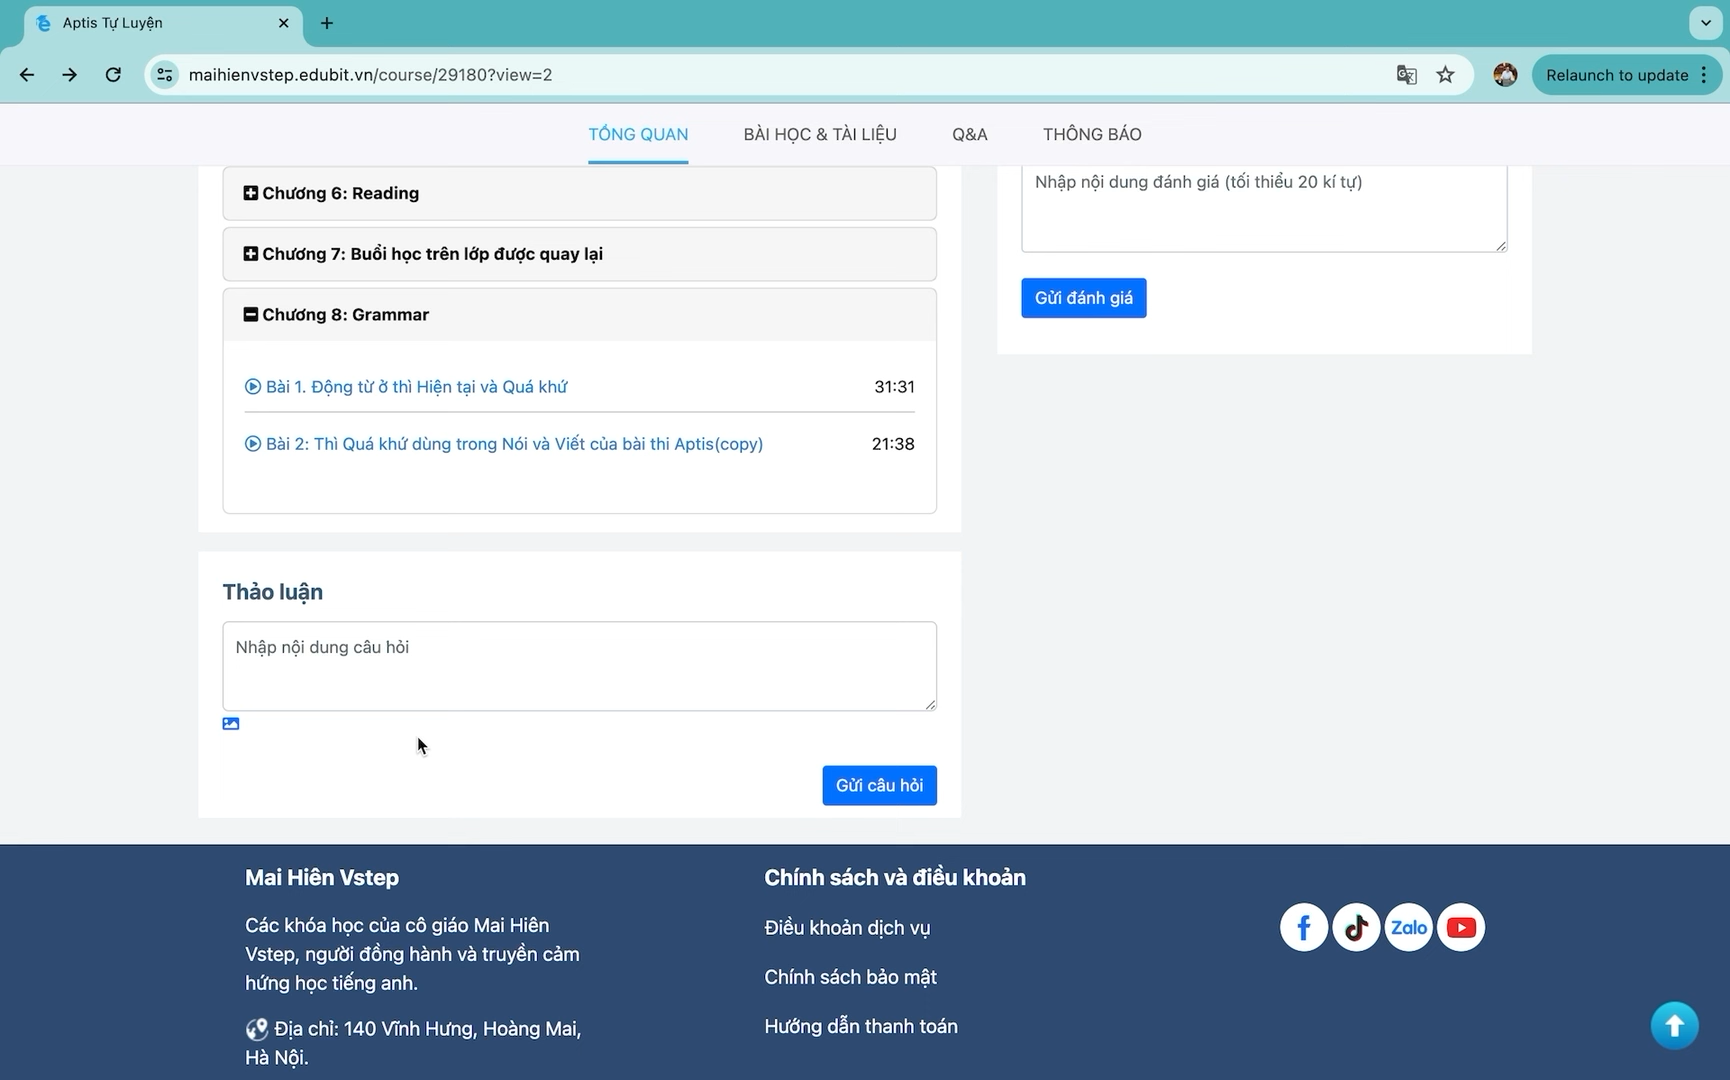 Aptis Tự Luyện
maihienvstep.edubit.vn/course/29180?view=2
Relaunch to update
TỔNG QUAN
BÀI HỌC & TÀI LIỆU
Q&A
THÔNG BÁO
Chương 6: Reading
Chương 7: Buổi học trên lớp được quay lại
Chương 8: Grammar
Bài 1. Động từ ở thì Hiện tại và Quá khứ 31:31
Bài 2: Thì Quá khứ dùng trong Nói và Viết của bài thi Aptis(copy) 21:38
Nhập nội dung đánh giá (tối thiểu 20 kí tự)
Gửi đánh giá
Thảo luận
Nhập nội dung câu hỏi
Gửi câu hỏi
Mai Hiên Vstep
Các khóa học của cô giáo Mai Hiên
Vstep, người đồng hành và truyền cảm
hứng học tiếng anh.
Địa chỉ: 140 Vĩnh Hưng, Hoàng Mai,
Hà Nội.
Chính sách và điều khoản
Điều khoản dịch vụ
Chính sách bảo mật
Hướng dẫn thanh toán
Zalo